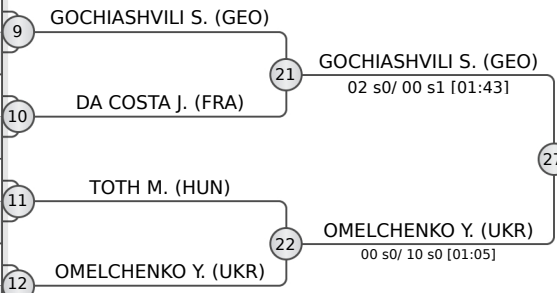 9
GOCHIASHVILI S. (GEO)
21
GOCHIASHVILI S. (GEO)
02 s0/ 00 s1 [01:43]
10
DA COSTA J. (FRA)
27
11
TOTH M. (HUN)
22
OMELCHENKO Y. (UKR)
00 s0/ 10 s0 [01:05]
12
OMELCHENKO Y. (UKR)